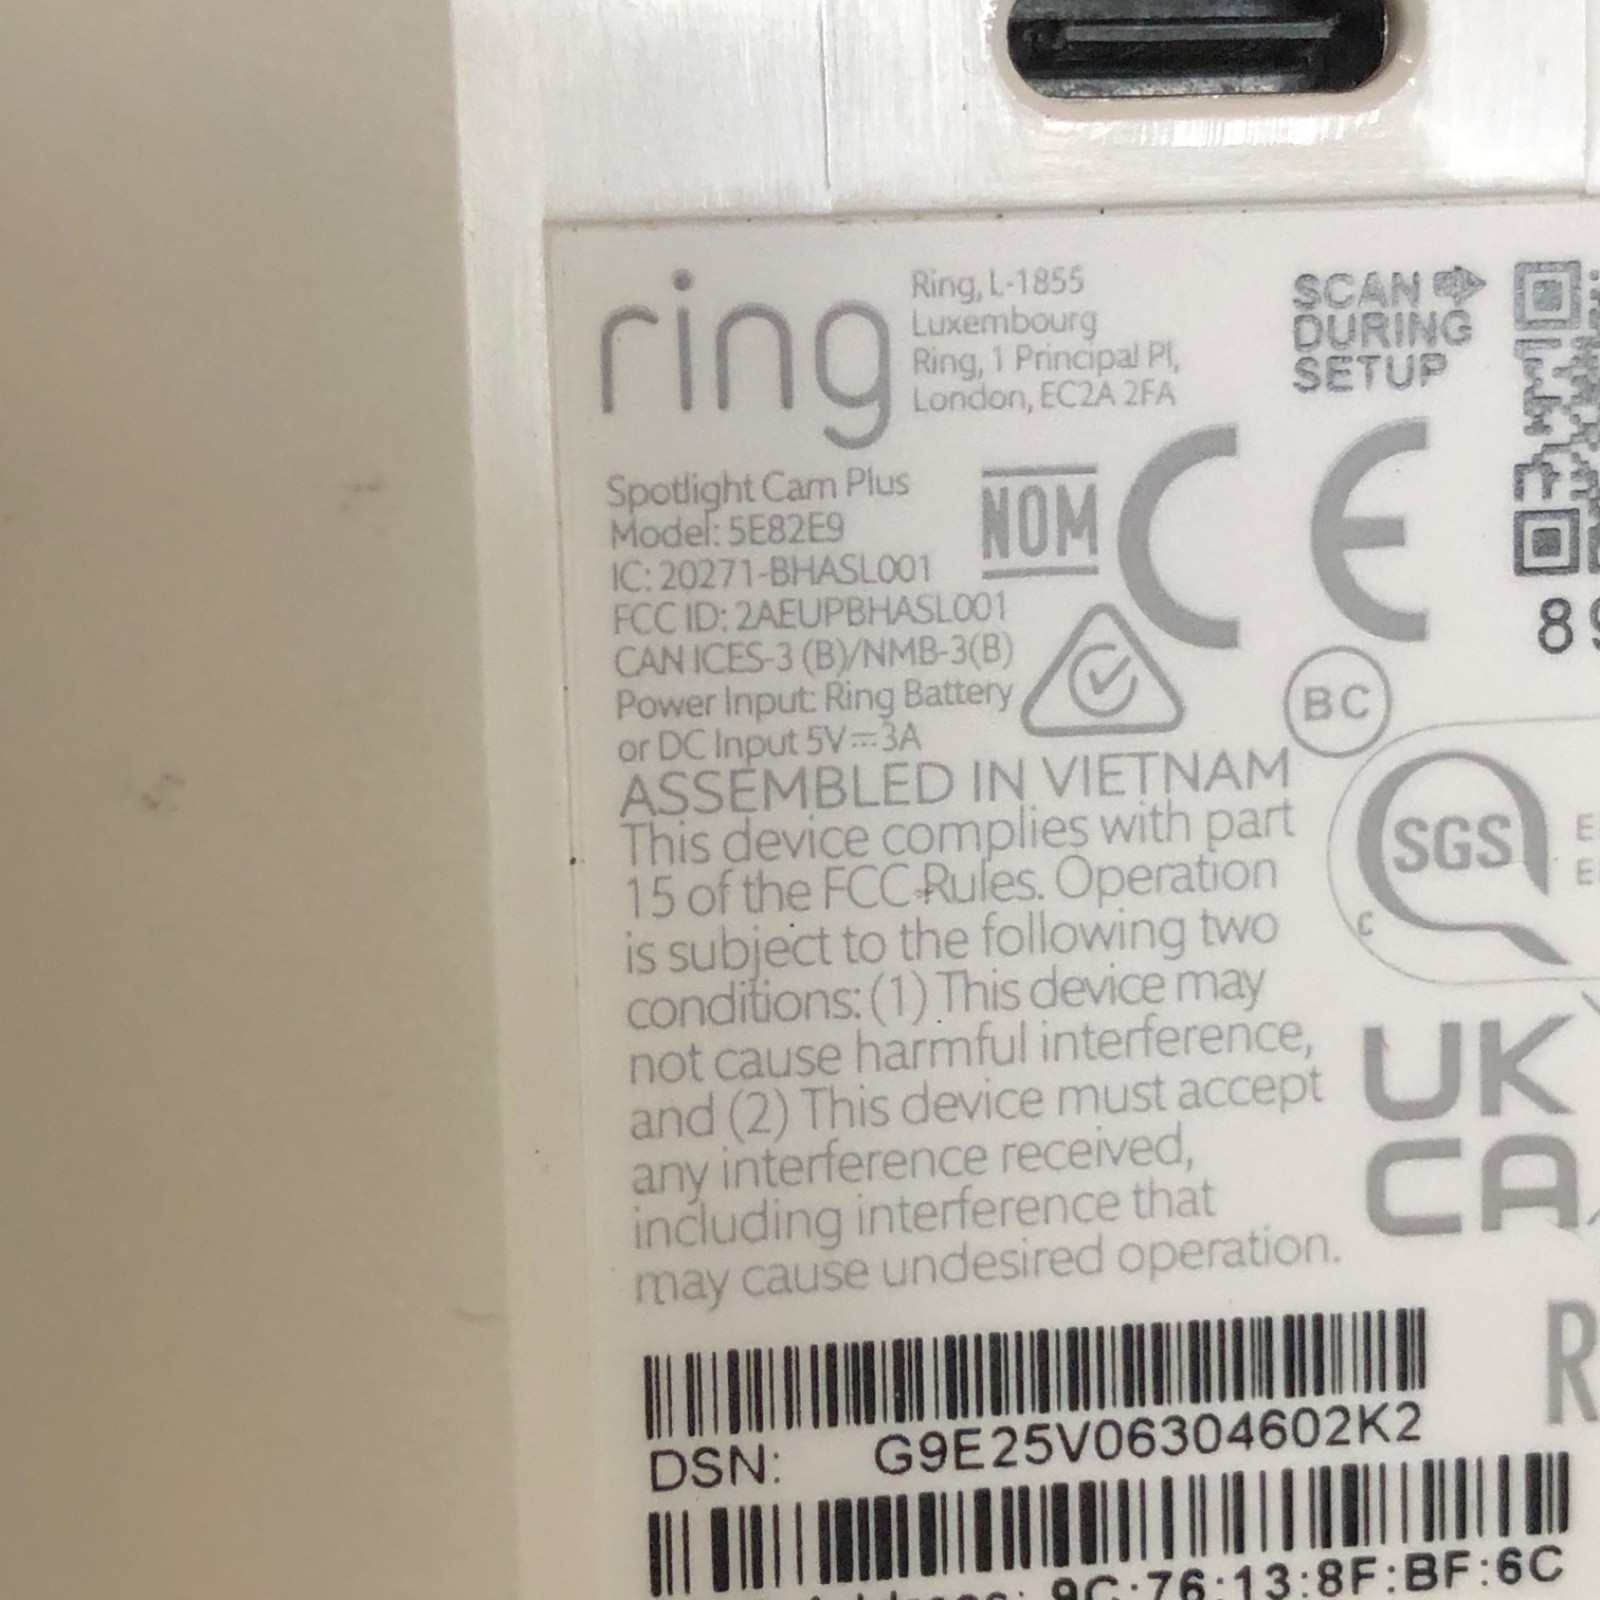 ring
Ring, L-1855
Luxembourg
Ring, 1 Principal Pl,
London, EC2A 2FA
SCAN
DURING
SETUP
Spotlight Cam Plus
Model: 5E82E9
IC: 20271-BHASL001
FCC ID: 2AEUPBHASL001
CAN ICES-3 (B)/NMB-3(B)
Power Input: Ring Battery
or DC Input 5V⎓3A
NOM
CE
89
BC
ASSEMBLED IN VIETNAM
This device complies with part
15 of the FCC Rules. Operation
is subject to the following two
conditions: (1) This device may
not cause harmful interference,
and (2) This device must accept
any interference received,
including interference that
may cause undesired operation.
SGS
C
E
UK
CA
R
DSN: G9E25V06304602K2
9C:76:13:8F:BF:6C